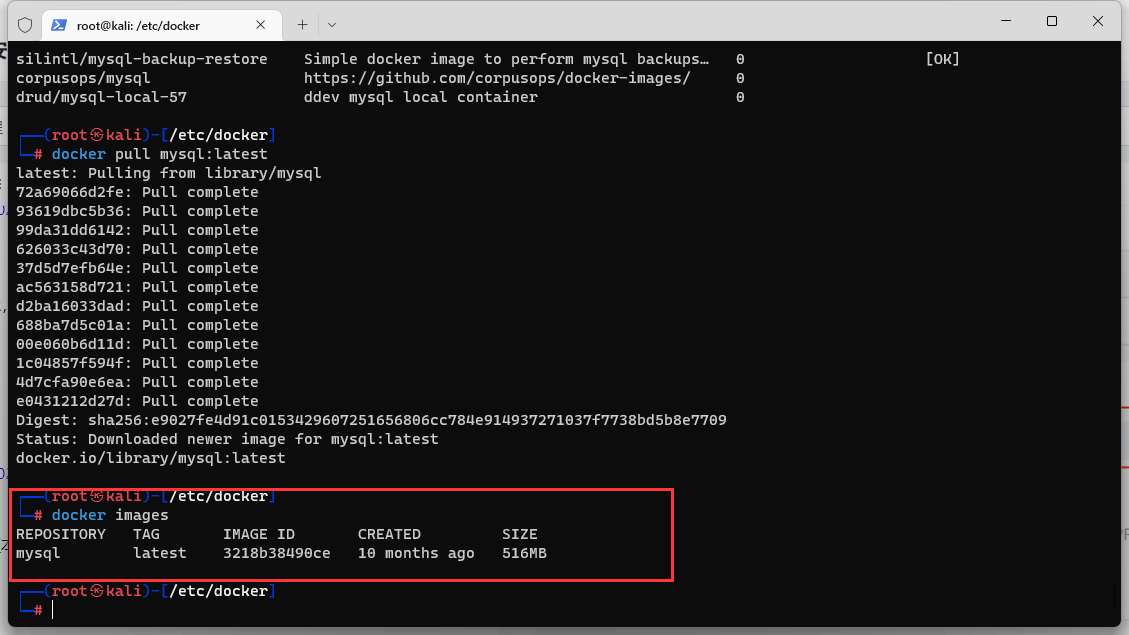 root@kali: /etc/docker
silintl/mysql-backup-restore    Simple docker image to perform mysql backups…   0                    [OK]
corpusops/mysql                 https://github.com/corpusops/docker-images/     0
drud/mysql-local-57             ddev mysql local container                      0
┌──(root㉿kali)-[/etc/docker]
└─# docker pull mysql:latest
latest: Pulling from library/mysql
72a69066d2fe: Pull complete
93619dbc5b36: Pull complete
99da31dd6142: Pull complete
626033c43d70: Pull complete
37d5d7efb64e: Pull complete
ac563158d721: Pull complete
d2ba16033dad: Pull complete
688ba7d5c01a: Pull complete
00e060b6d11d: Pull complete
1c04857f594f: Pull complete
4d7cfa90e6ea: Pull complete
e0431212d27d: Pull complete
Digest: sha256:e9027fe4d91c0153429607251656806cc784e914937271037f7738bd5b8e7709
Status: Downloaded newer image for mysql:latest
docker.io/library/mysql:latest
┌──(root㉿kali)-[/etc/docker]
└─# docker images
REPOSITORY   TAG       IMAGE ID       CREATED         SIZE
mysql        latest    3218b38490ce   10 months ago   516MB
┌──(root㉿kali)-[/etc/docker]
└─#